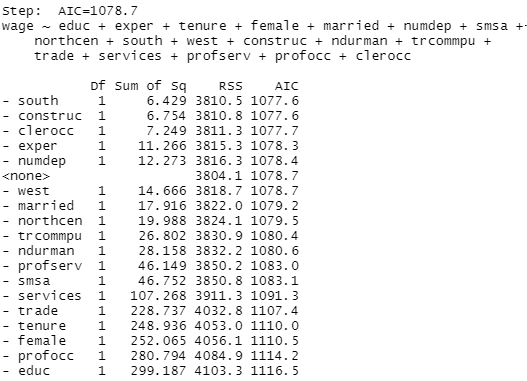 Step:  AIC=1078.7
wage ~ educ + exper + tenure + female + married + numdep + smsa +
    northcen + south + west + construc + ndurman + trcommpu +
    trade + services + profserv + profocc + clerocc
           Df Sum of Sq    RSS    AIC
- south     1     6.429 3810.5 1077.6
- construc  1     6.754 3810.8 1077.6
- clerocc   1     7.249 3811.3 1077.7
- exper     1    11.266 3815.3 1078.3
- numdep    1    12.273 3816.3 1078.4
<none>                  3804.1 1078.7
- west      1    14.666 3818.7 1078.7
- married   1    17.916 3822.0 1079.2
- northcen  1    19.988 3824.1 1079.5
- trcommpu  1    26.802 3830.9 1080.4
- ndurman   1    28.158 3832.2 1080.6
- profserv  1    46.149 3850.2 1083.0
- smsa      1    46.752 3850.8 1083.1
- services  1   107.268 3911.3 1091.3
- trade     1   228.737 4032.8 1107.4
- tenure    1   248.936 4053.0 1110.0
- female    1   252.065 4056.1 1110.5
- profocc   1   280.794 4084.9 1114.2
- educ      1   299.187 4103.3 1116.5